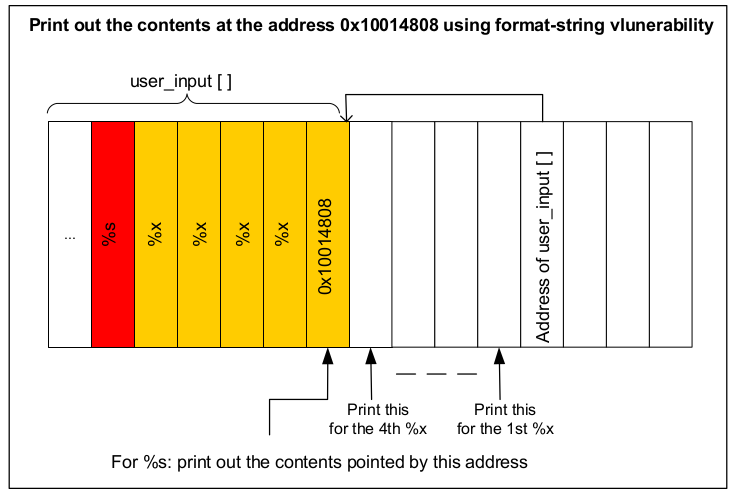 Print out the contents at the address 0x10014808 using format-string vlunerability
user_input [ ]
...
%s
%x
%x
%x
%x
0x10014808
Address of user_input [ ]
Print this
for the 4th %x
Print this
for the 1st %x
For %s: print out the contents pointed by this address